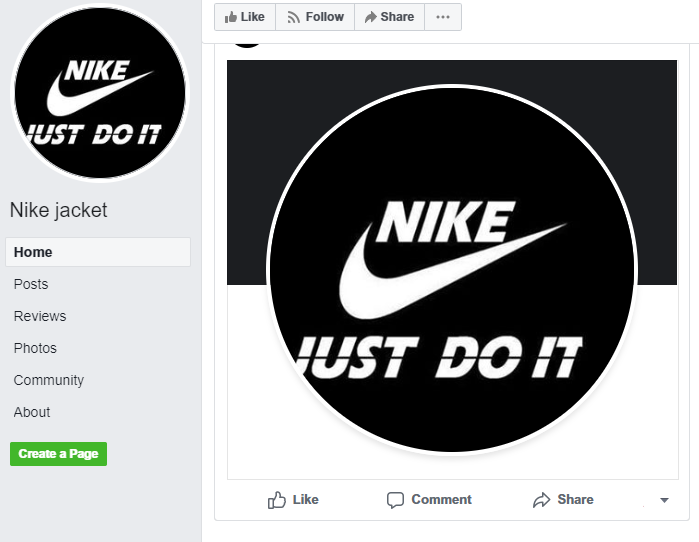 Like Follow Share
NIKE
JUST DO IT
Nike jacket
Home
Posts
Reviews
Photos
Community
About
Create a Page
NIKE
JUST DO IT
Like Comment Share